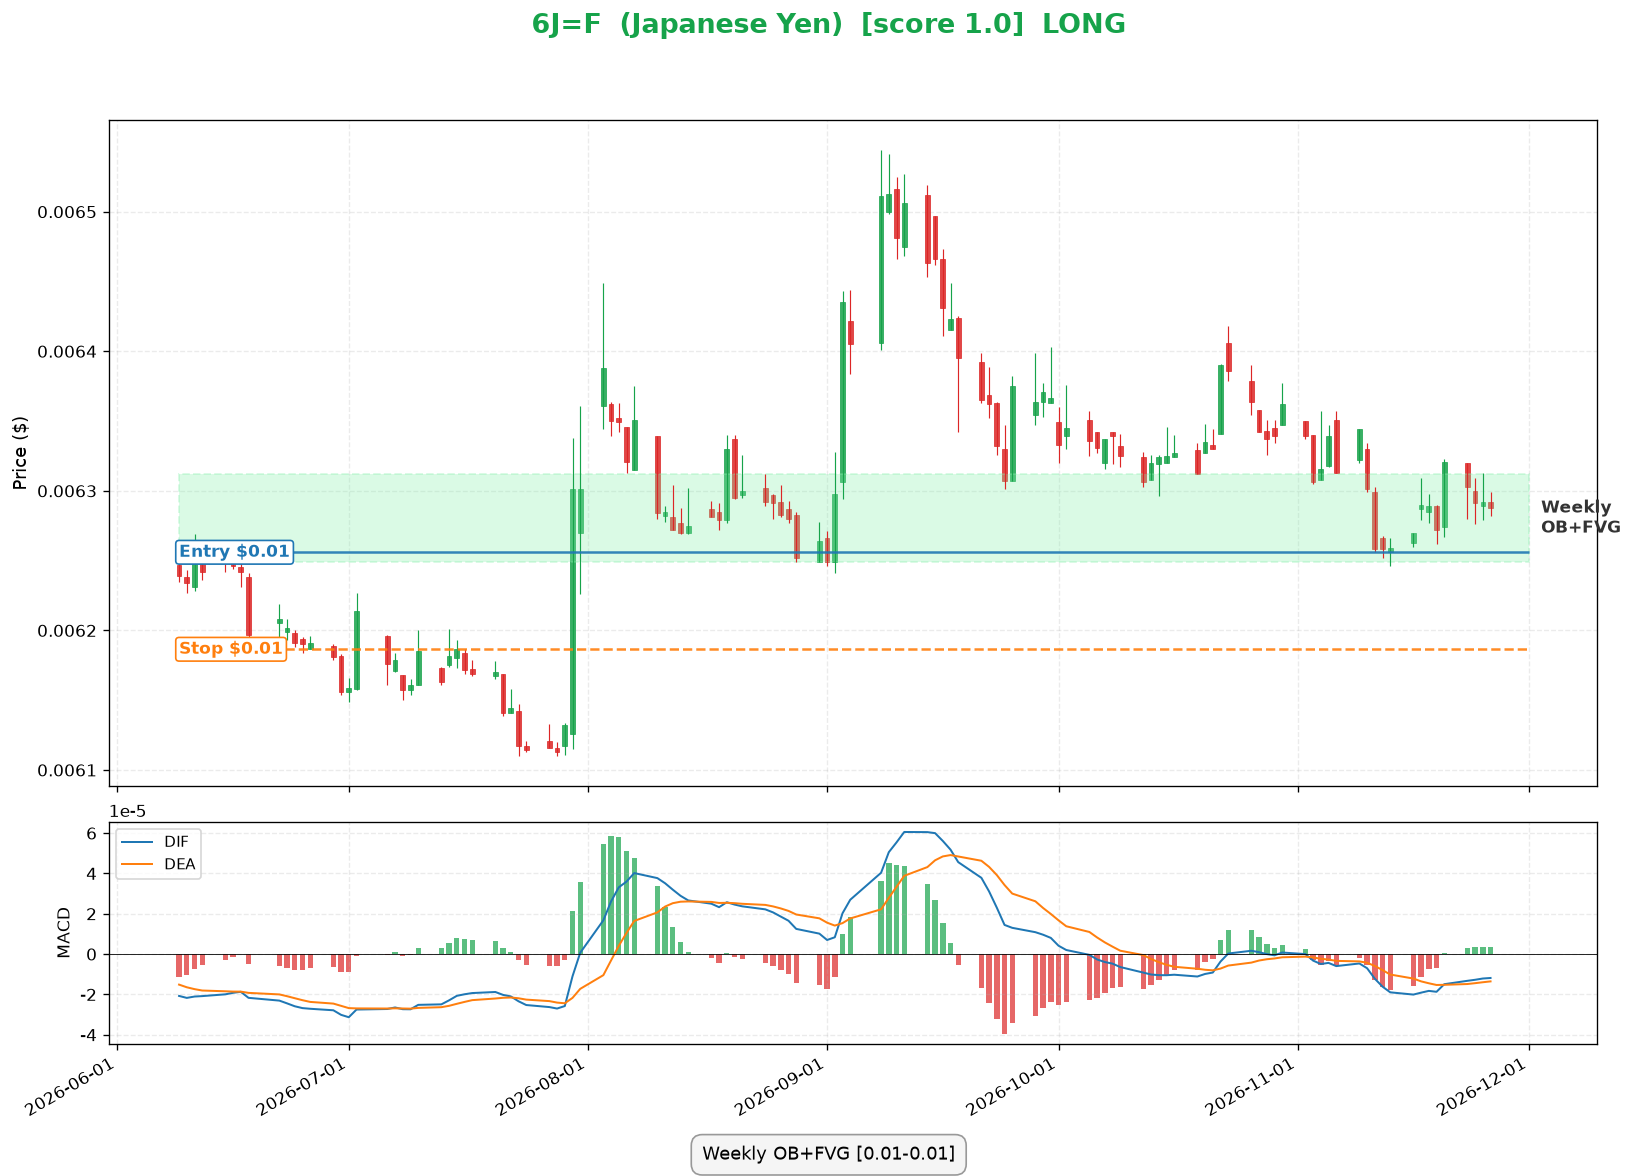 6J=F (Japanese Yen) [score 1.0] LONG
Price ($)
0.0065
0.0064
0.0063
0.0062
0.0061
Entry $0.01
Stop $0.01
Weekly
OB+FVG
1e-5
MACD
6
4
2
0
-2
-4
DIF
DEA
2026-06-01
2026-07-01
2026-08-01
2026-09-01
2026-10-01
2026-11-01
2026-12-01
Weekly OB+FVG [0.01-0.01]